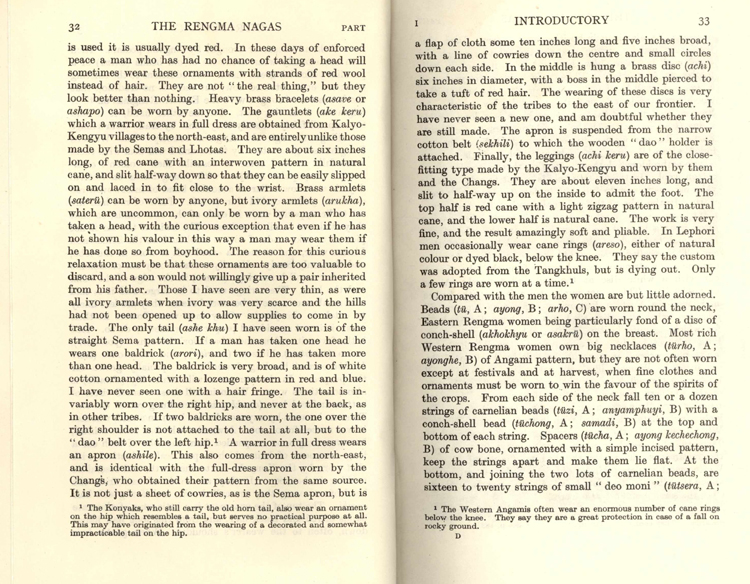 32 THE RENGMA NAGAS PART
is used it is usually dyed red. In these days of enforced
peace a man who has had no chance of taking a head will
sometimes wear these ornaments with strands of red wool
instead of hair. They are not "the real thing," but they
look better than nothing. Heavy brass bracelets (asave or
ashapo) can be worn by anyone. The gauntlets (ake keru)
which a warrior wears in full dress are obtained from Kalyo-
Kengyu villages to the north-east, and are entirely unlike those
made by the Semas and Lhotas. They are about six inches
long, of red cane with an interwoven pattern in natural
cane, and slit half-way down so that they can be easily slipped
on and laced in to fit close to the wrist. Brass armlets
(saterü) can be worn by anyone, but ivory armlets (arukha),
which are uncommon, can only be worn by a man who has
taken a head, with the curious exception that even if he has
not shown his valour in this way a man may wear them if
he has done so from boyhood. The reason for this curious
relaxation must be that these ornaments are too valuable to
discard, and a son would not willingly give up a pair inherited
from his father. Those I have seen are very thin, as were
all ivory armlets when ivory was very scarce and the hills
had not been opened up to allow supplies to come in by
trade. The only tail (ashe khu) I have seen worn is of the
straight Sema pattern. If a man has taken one head he
wears one baldrick (arori), and two if he has taken more
than one head. The baldrick is very broad, and is of white
cotton ornamented with a lozenge pattern in red and blue.
I have never seen one with a hair fringe. The tail is in-
variably worn over the right hip, and never at the back, as
in other tribes. If two baldricks are worn, the one over the
right shoulder is not attached to the tail at all, but to the
"dao" belt over the left hip.¹ A warrior in full dress wears
an apron (ashile). This also comes from the north-east,
and is identical with the full-dress apron worn by the
Changs, who obtained their pattern from the same source.
It is not just a sheet of cowries, as is the Sema apron, but is
¹ The Konyaks, who still carry the old horn tail, also wear an ornament
on the hip which resembles a tail, but serves no practical purpose at all.
This may have originated from the wearing of a decorated and somewhat
impracticable tail on the hip.
1 INTRODUCTORY 33
a flap of cloth some ten inches long and five inches broad,
with a line of cowries down the centre and small circles
down each side. In the middle is hung a brass disc (achi)
six inches in diameter, with a boss in the middle pierced to
take a tuft of red hair. The wearing of these discs is very
characteristic of the tribes to the east of our frontier. I
have never seen a new one, and am doubtful whether they
are still made. The apron is suspended from the narrow
cotton belt (sekhili) to which the wooden "dao" holder is
attached. Finally, the leggings (achi keru) are of the close-
fitting type made by the Kalyo-Kengyu and worn by them
and the Changs. They are about eleven inches long, and
slit to half-way up on the inside to admit the foot. The
top half is red cane with a light zigzag pattern in natural
cane, and the lower half is natural cane. The work is very
fine, and the result amazingly soft and pliable. In Lephori
men occasionally wear cane rings (areso), either of natural
colour or dyed black, below the knee. They say the custom
was adopted from the Tangkhuls, but is dying out. Only
a few rings are worn at a time.¹
Compared with the men the women are but little adorned.
Beads (tü, A; ayong, B; arho, C) are worn round the neck,
Eastern Rengma women being particularly fond of a disc of
conch-shell (akhokhyu or asakrü) on the breast. Most rich
Western Rengma women own big necklaces (türho, A;
ayonghe, B) of Angami pattern, but they are not often worn
except at festivals and at harvest, when fine clothes and
ornaments must be worn to win the favour of the spirits of
the crops. From each side of the neck fall ten or a dozen
strings of carnelian beads (tüzi, A; anyamphuyi, B) with a
conch-shell bead (tüchong, A; samadi, B) at the top and
bottom of each string. Spacers (tücha, A; ayong kechechong,
B) of cow bone, ornamented with a simple incised pattern,
keep the strings apart and make them lie flat. At the
bottom, and joining the two lots of carnelian beads, are
sixteen to twenty strings of small "deo moni" (tütsera, A;
¹ The Western Angamis often wear an enormous number of cane rings
below the knee. They say they are a great protection in case of a fall on
rocky ground.
D